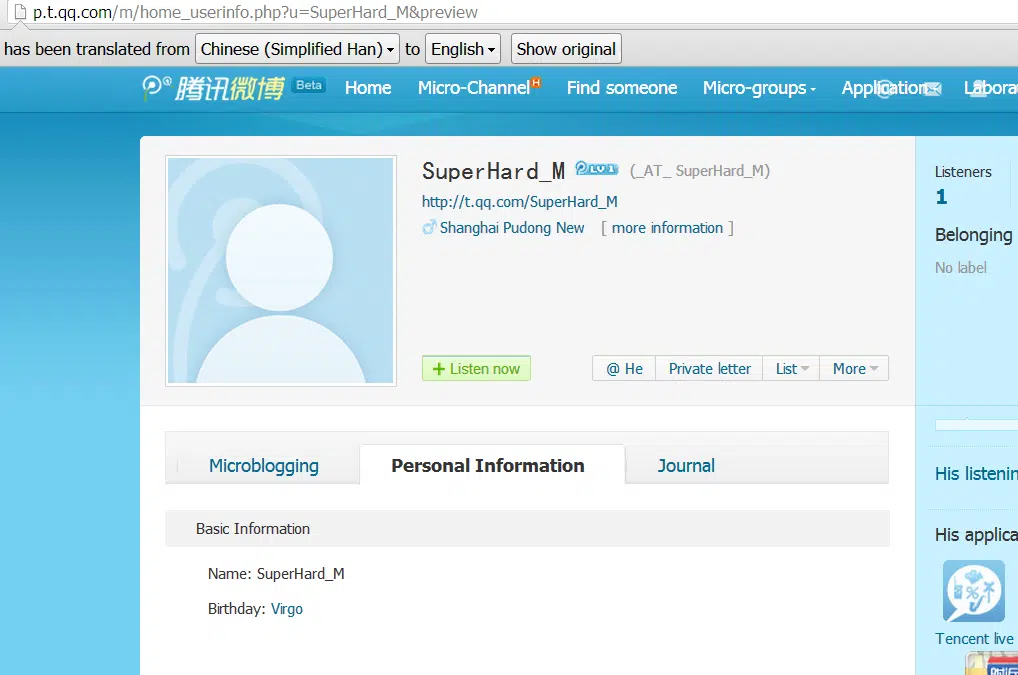 p.t.qq.com/m/home_userinfo.php?u=SuperHard_M&preview
has been translated from Chinese (Simplified Han) to English Show original
腾讯微博 Beta Home Micro-Channel H Find someone Micro-groups Application Labora
SuperHard_M LV1 (_AT_ SuperHard_M)
http://t.qq.com/SuperHard_M
Shanghai Pudong New [ more information ]
+ Listen now @ He Private letter List More
Microblogging Personal Information Journal
Basic Information
Name: SuperHard_M
Birthday: Virgo
Listeners
1
Belonging
No label
His listenin
His applica
Tencent live